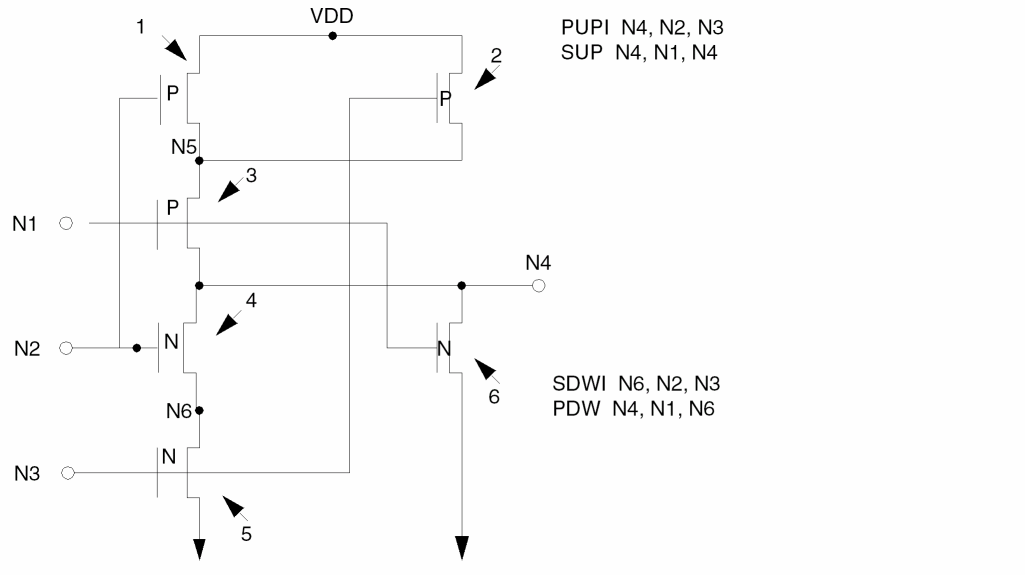 VDD
1
PUPI N4, N2, N3
SUP N4, N1, N4
2
P
P
N5
3
P
N1
N4
4
N2
N
N
SDWI N6, N2, N3
PDW N4, N1, N6
6
N6
N
N3
5